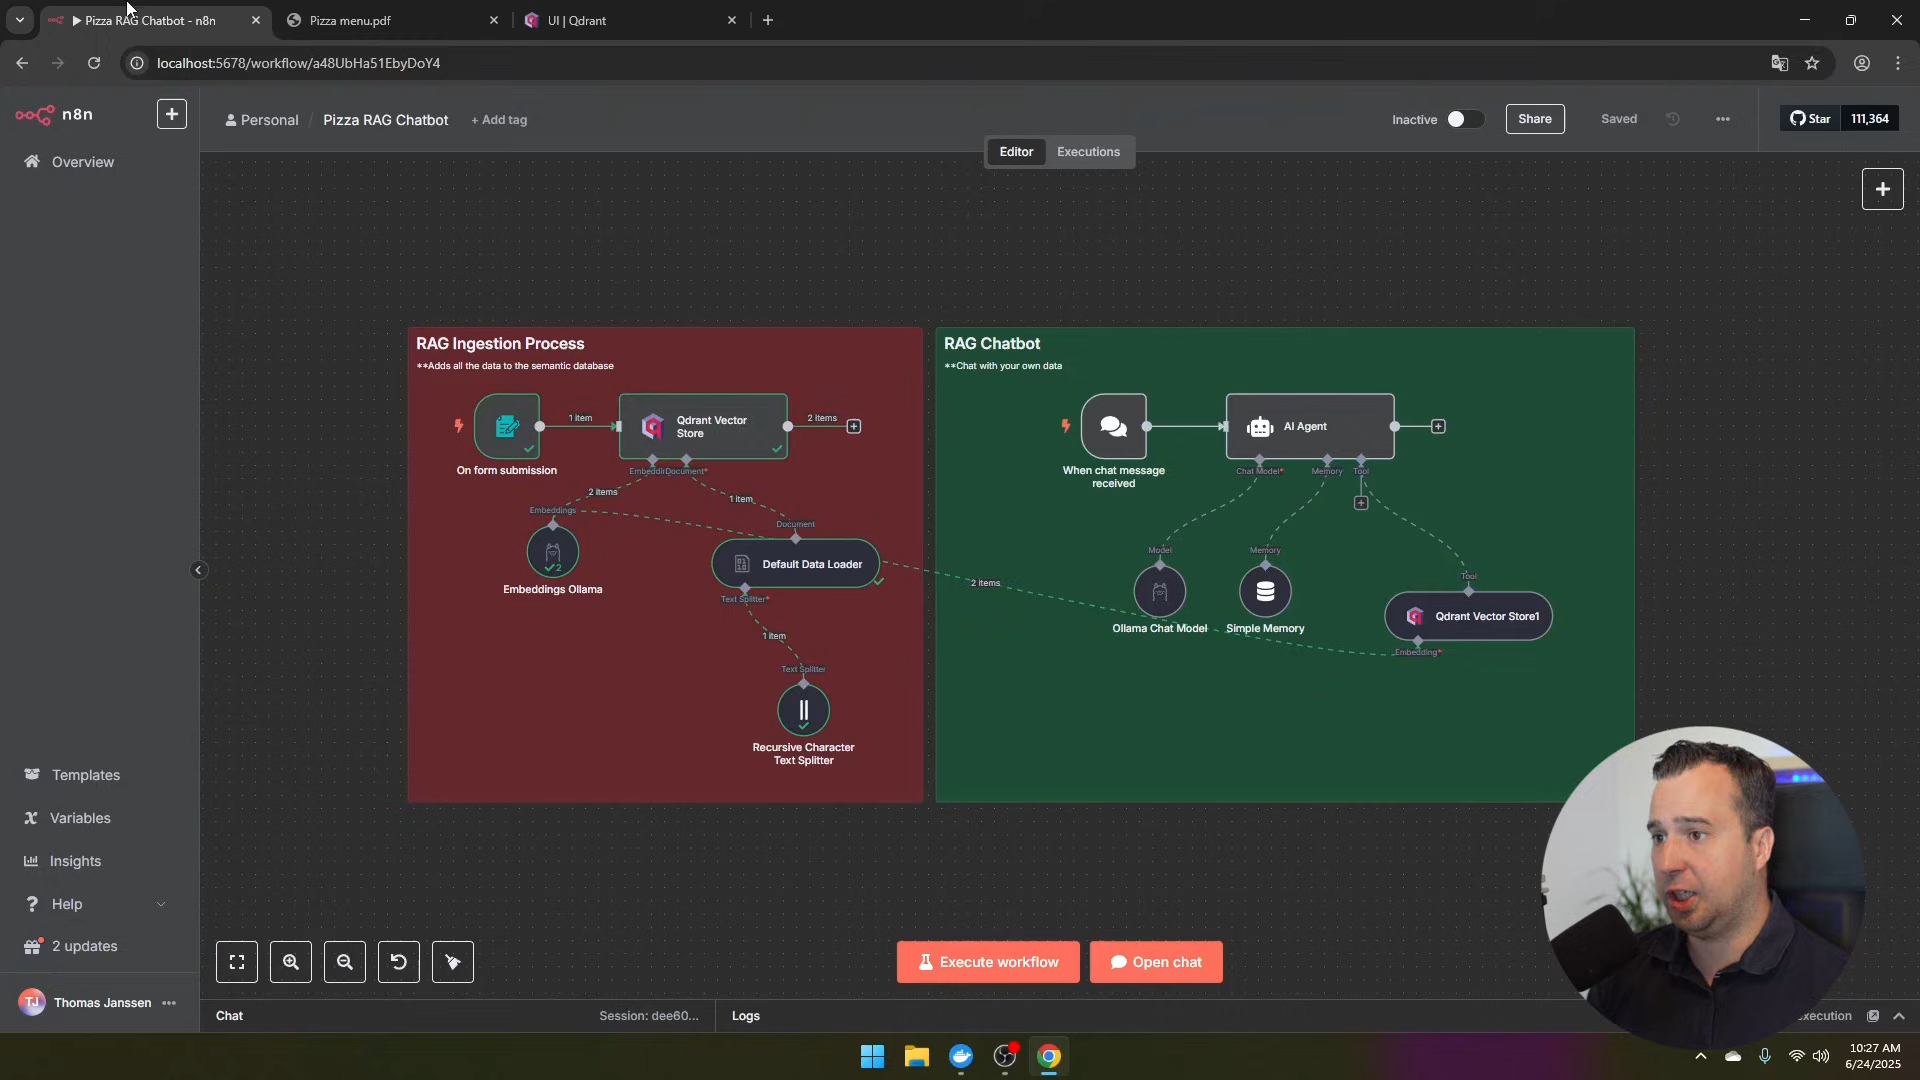 Pizza RAG Chatbot - n8n
Pizza menu.pdf
UI | Qdrant
localhost:5678/workflow/a48UbHa51EbyDoY4
n8n
Personal / Pizza RAG Chatbot + Add tag
Inactive
Share
Saved
Star 111,364
Editor Executions
Overview
RAG Ingestion Process
**Adds all the data to the semantic database
On form submission
1 item
Qdrant Vector
Store
2 items
Document*
2 items
1 item
Embeddings
2
Embeddings Ollama
Document
Default Data Loader
Text Splitter*
1 item
Text Splitter
Recursive Character
Text Splitter
RAG Chatbot
**Chat with your own data
When chat message
received
AI Agent
Chat Model* Memory Tool
Model
Memory
Tool
2 items
Ollama Chat Model
Simple Memory
Qdrant Vector Store1
Embedding*
Templates
Variables
Insights
Help
2 updates
Thomas Janssen
TJ
Execute workflow
Open chat
Chat
Session: dee60...
Logs
10:27 AM
6/24/2025